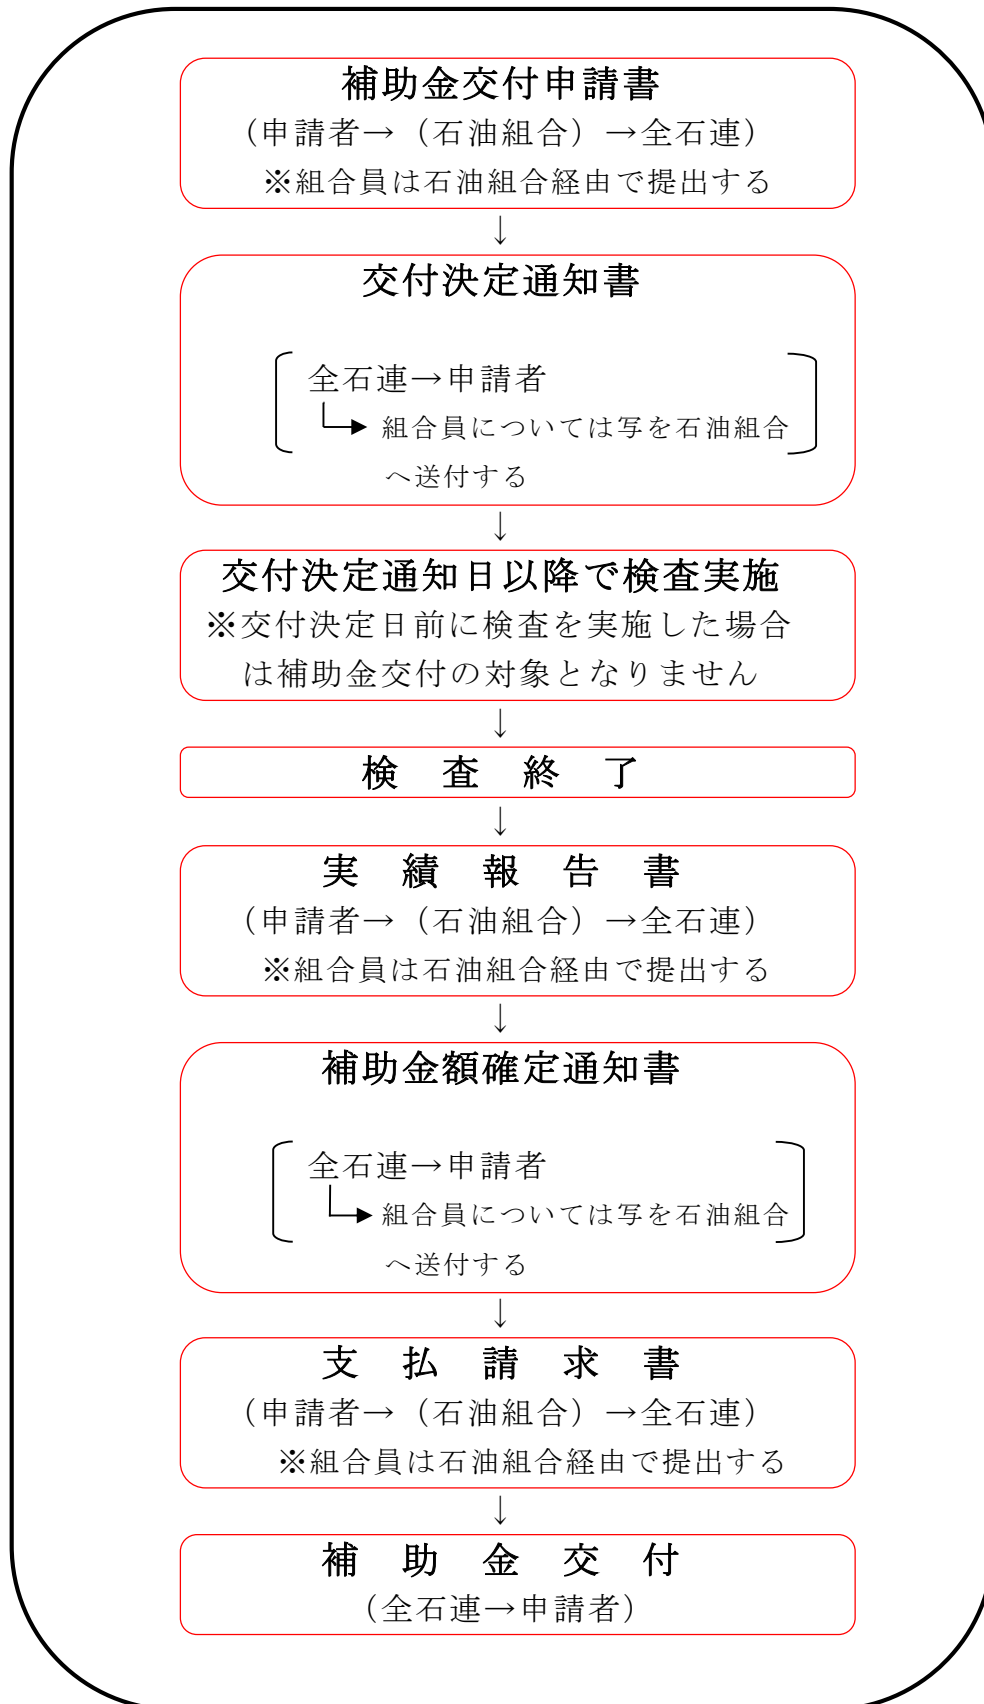 補助金交付申請書
(申請者→(石油組合)→全石連)
※組合員は石油組合経由で提出する
↓
交付決定通知書
全石連→申請者
組合員については写を石油組合
へ送付する
↓
交付決定通知日以降で検査実施
※交付決定日前に検査を実施した場合
は補助金交付の対象となりません
↓
検 査 終 了
↓
実 績 報 告 書
(申請者→(石油組合)→全石連)
※組合員は石油組合経由で提出する
↓
補助金額確定通知書
全石連→申請者
組合員については写を石油組合
へ送付する
↓
支 払 請 求 書
(申請者→(石油組合)→全石連)
※組合員は石油組合経由で提出する
↓
補 助 金 交 付
(全石連→申請者)